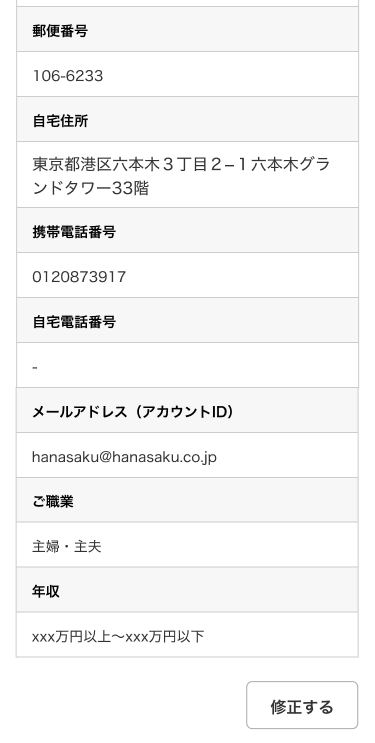 郵便番号
106-6233
自宅住所
東京都港区六本木３丁目２−１六本木グラ
ンドタワー33階
携帯電話番号
0120873917
自宅電話番号
-
メールアドレス（アカウントID）
hanasaku@hanasaku.co.jp
ご職業
主婦・主夫
年収
xxx万円以上〜xxx万円以下
修正する